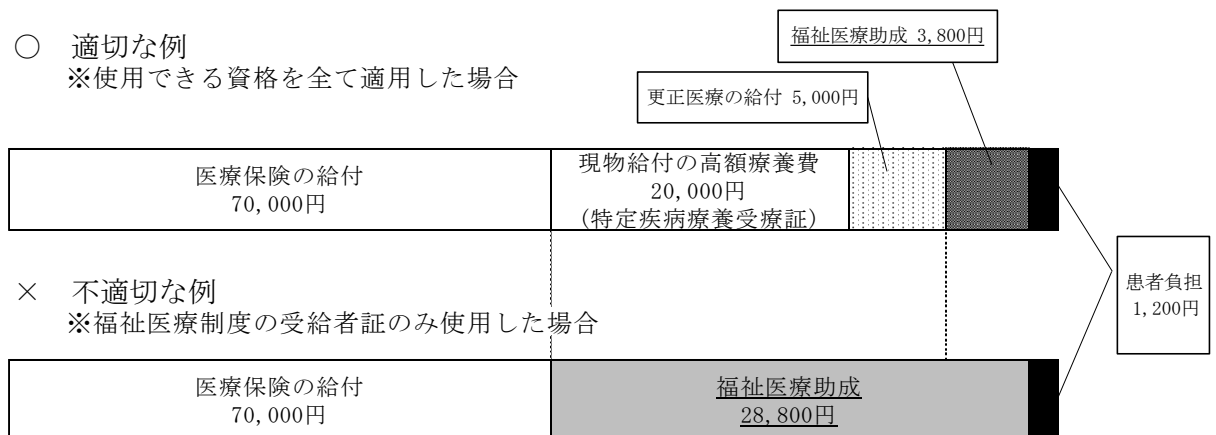 ○　適切な例
※使用できる資格を全て適用した場合
福祉医療助成 3,800円
更正医療の給付 5,000円
医療保険の給付
70,000円
現物給付の高額療養費
20,000円
（特定疾病療養受療証）
患者負担
1,200円
×　不適切な例
※福祉医療制度の受給者証のみ使用した場合
医療保険の給付
70,000円
福祉医療助成
28,800円